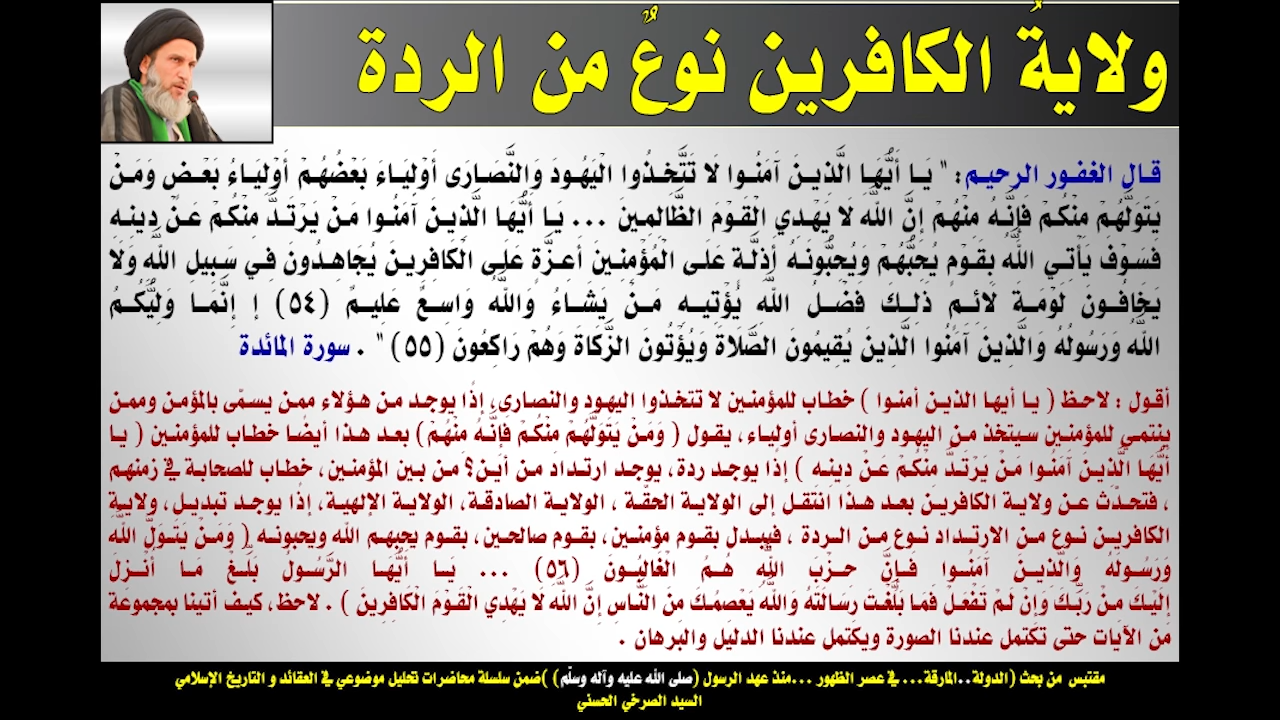 ولايةُ الكافرين نوعٌ من الردة
قال الغفور الرحيم: " يَا أَيُّهَا الَّذِينَ آمَنُوا لَا تَتَّخِذُوا الْيَهُودَ وَالنَّصَارَى أَوْلِيَاءَ بَعْضُهُمْ أَوْلِيَاءُ بَعْضٍ وَمَنْ
يَتَوَلَّهُمْ مِنْكُمْ فَإِنَّهُ مِنْهُمْ إِنَّ اللَّهَ لَا يَهْدِي الْقَوْمَ الظَّالِمِينَ ... يَا أَيُّهَا الَّذِينَ آمَنُوا مَنْ يَرْتَدَّ مِنْكُمْ عَنْ دِينِهِ
فَسَوْفَ يَأْتِي اللَّهُ بِقَوْمٍ يُحِبُّهُمْ وَيُحِبُّونَهُ أَذِلَّةٍ عَلَى الْمُؤْمِنِينَ أَعِزَّةٍ عَلَى الْكَافِرِينَ يُجَاهِدُونَ فِي سَبِيلِ اللَّهِ وَلَا
يَخَافُونَ لَوْمَةَ لَائِمٍ ذَلِكَ فَضْلُ اللَّهِ يُؤْتِيهِ مَنْ يَشَاءُ وَاللَّهُ وَاسِعٌ عَلِيمٌ (٥٤) إ إِنَّمَا وَلِيُّكُمُ
اللَّهُ وَرَسُولُهُ وَالَّذِينَ آمَنُوا الَّذِينَ يُقِيمُونَ الصَّلَاةَ وَيُؤْتُونَ الزَّكَاةَ وَهُمْ رَاكِعُونَ (٥٥) " . سورة المائدة
أقول : لاحظ ( يا أيها الذين أمنوا ) خطاب للمؤمنين لا تتخذوا اليهود والنصارى، إذًا يوجد من هؤلاء ممن يسمّى بالمؤمن وممن
ينتمي للمؤمنين سيتخذ من اليهود والنصارى أولياء، يقول ( وَمَنْ يَتَوَلَّهُمْ مِنْكُمْ فَإِنَّهُ مِنْهُمْ) بعد هذا أيضًا خطاب للمؤمنين ( يا
أَيُّهَا الَّذِينَ آمَنُوا مَنْ يَرْتَدَّ مِنْكُمْ عَنْ دِينِهِ ) إذًا يوجد ردة، يوجد ارتداد من أين؟ من بين المؤمنين، خطاب للصحابة في زمنهم
، فتحدّث عن ولاية الكافرين بعد هذا انتقل إلى الولاية الحقّة ، الولاية الصادقة، الولاية الإلهية، إذًا يوجد تبديل، ولاية
الكافرين نوع من الارتداد نوع من الردة ، فيبدل بقوم مؤمنين، بقوم صالحين، بقوم يحبهم الله ويحبونه ( وَمَنْ يَتَوَلَّ اللَّهَ
وَرَسُولَهُ وَالَّذِينَ آمَنُوا فَإِنَّ حِزْبَ اللَّهِ هُمُ الْغَالِبُونَ (٥٦) ... يَا أَيُّهَا الرَّسُولُ بَلِّغْ مَا أُنْزِلَ
إِلَيْكَ مِنْ رَبِّكَ وَإِنْ لَمْ تَفْعَلْ فَمَا بَلَّغْتَ رِسَالَتَهُ وَاللَّهُ يَعْصِمُكَ مِنَ النَّاسِ إِنَّ اللَّهَ لَا يَهْدِي الْقَوْمَ الْكَافِرِينَ ) . لاحظ، كيف أتينا بمجموعة
من الآيات حتى تكتمل عندنا الصورة ويكتمل عندنا الدليل والبرهان .
مقتبس من بحث (الدولة..المارقة... في عصر الظهور ...منذ عهد الرسول (صلى الله عليه وآله وسلّم) )ضمن سلسلة محاضرات تحليل موضوعي في العقائد و التاريخ الإسلامي
السيد الصرخي الحسني